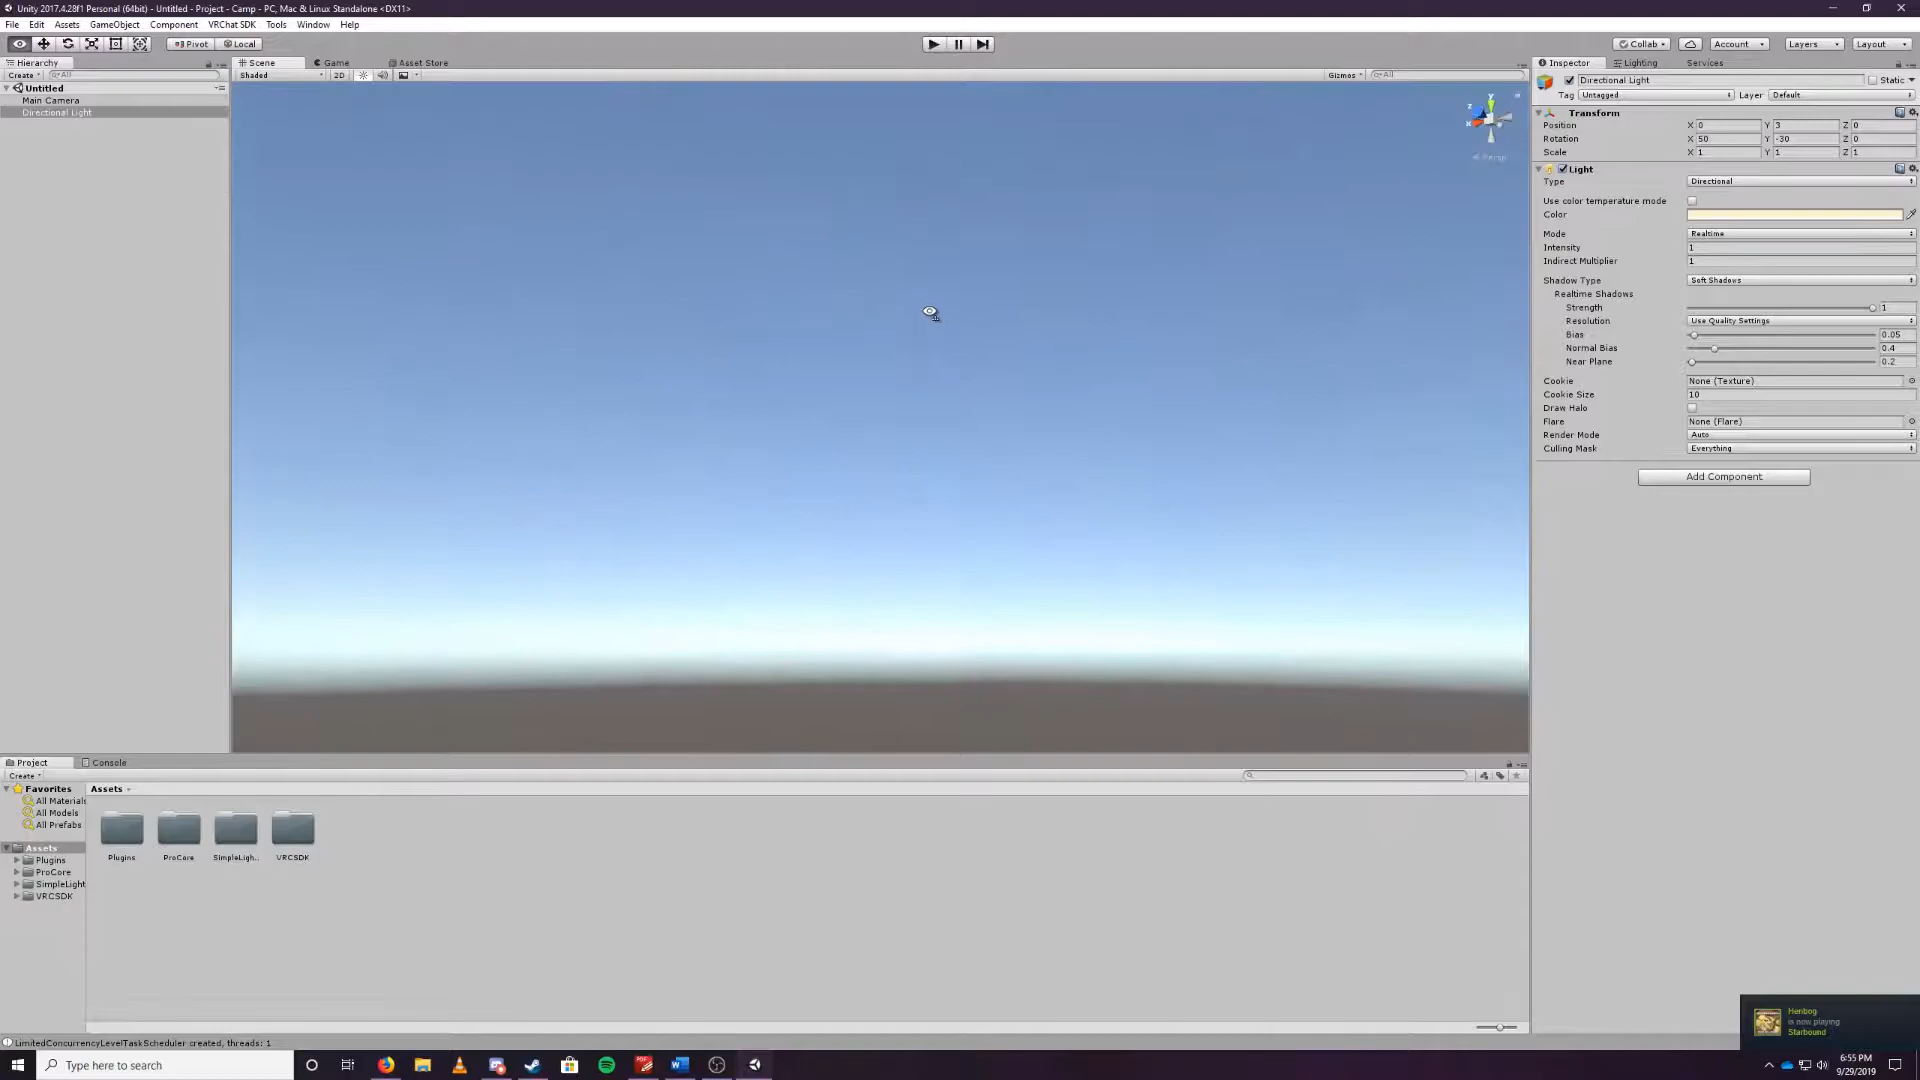 Unity 2017.4.28f1 Personal (64bit) - Untitled - Project - Camp - PC, Mac & Linux Standalone <DX11>
File Edit Assets GameObject Component VRChat SDK Tools Window Help
Pivot Local Collab Account Layers Layout
Hierarchy Scene Game Asset Store Inspector Lighting Services
Create All Shaded 2D Gizmos All
Untitled
Main Camera
Directional Light
Persp
Directional Light Static
Tag Untagged Layer Default
Transform
Position X 0 Y 3 Z 0
Rotation X 50 Y -30 Z 0
Scale X 1 Y 1 Z 1
Light
Type Directional
Use color temperature mode
Color
Mode Realtime
Intensity 1
Indirect Multiplier 1
Shadow Type Soft Shadows
Realtime Shadows
Strength 1
Resolution Use Quality Settings
Bias 0.05
Normal Bias 0.4
Near Plane 0.2
Cookie None (Texture)
Cookie Size 10
Draw Halo
Flare None (Flare)
Render Mode Auto
Culling Mask Everything
Add Component
Project Console
Create
Favorites
All Materials
All Models
All Prefabs
Assets
Plugins
ProCore
SimpleLight
VRCSDK
Assets
Plugins ProCore SimpleLigh... VRCSDK
Henbog
is now playing
Starbound
LimitedConcurrencyLevelTaskScheduler created, threads: 1
Type here to search
6:55 PM
9/29/2019